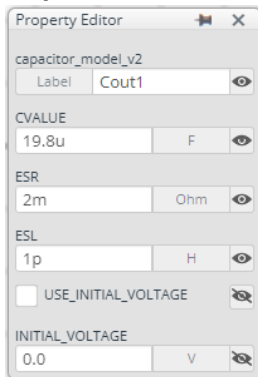 Property Editor
capacitor_model_v2
Label Cout1
CVALUE
19.8u F
ESR
2m Ohm
ESL
1p H
USE_INITIAL_VOLTAGE
INITIAL_VOLTAGE
0.0 V